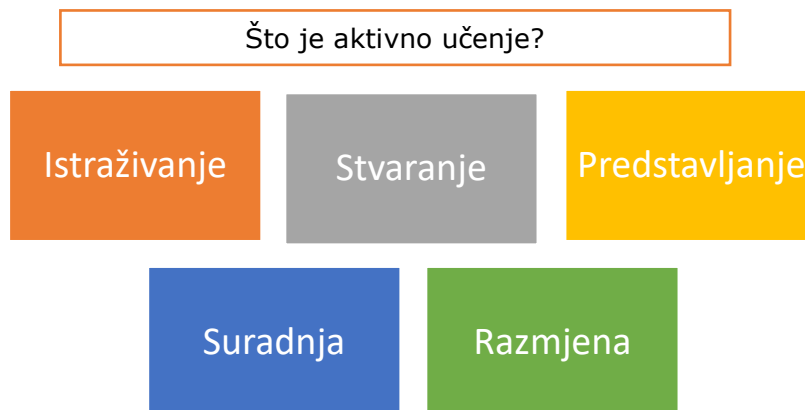 Što je aktivno učenje?
Istraživanje
Stvaranje
Predstavljanje
Suradnja
Razmjena